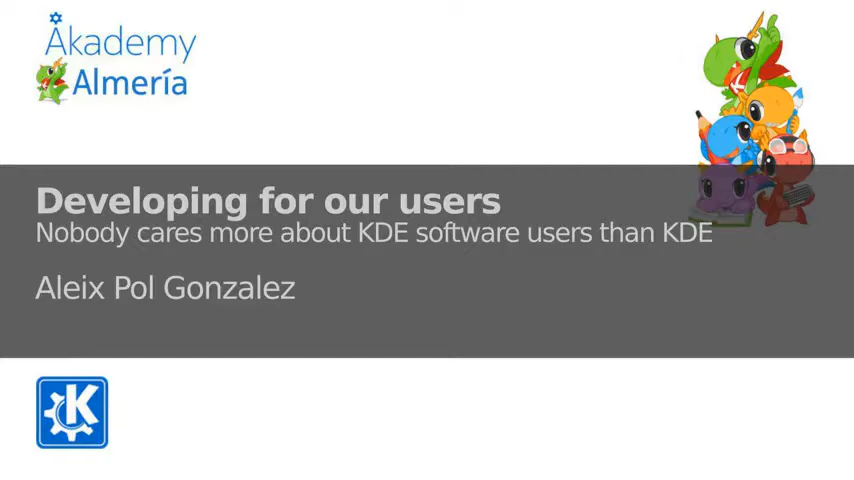 Akademy
Almería
Developing for our users
Nobody cares more about KDE software users than KDE
Aleix Pol Gonzalez
K